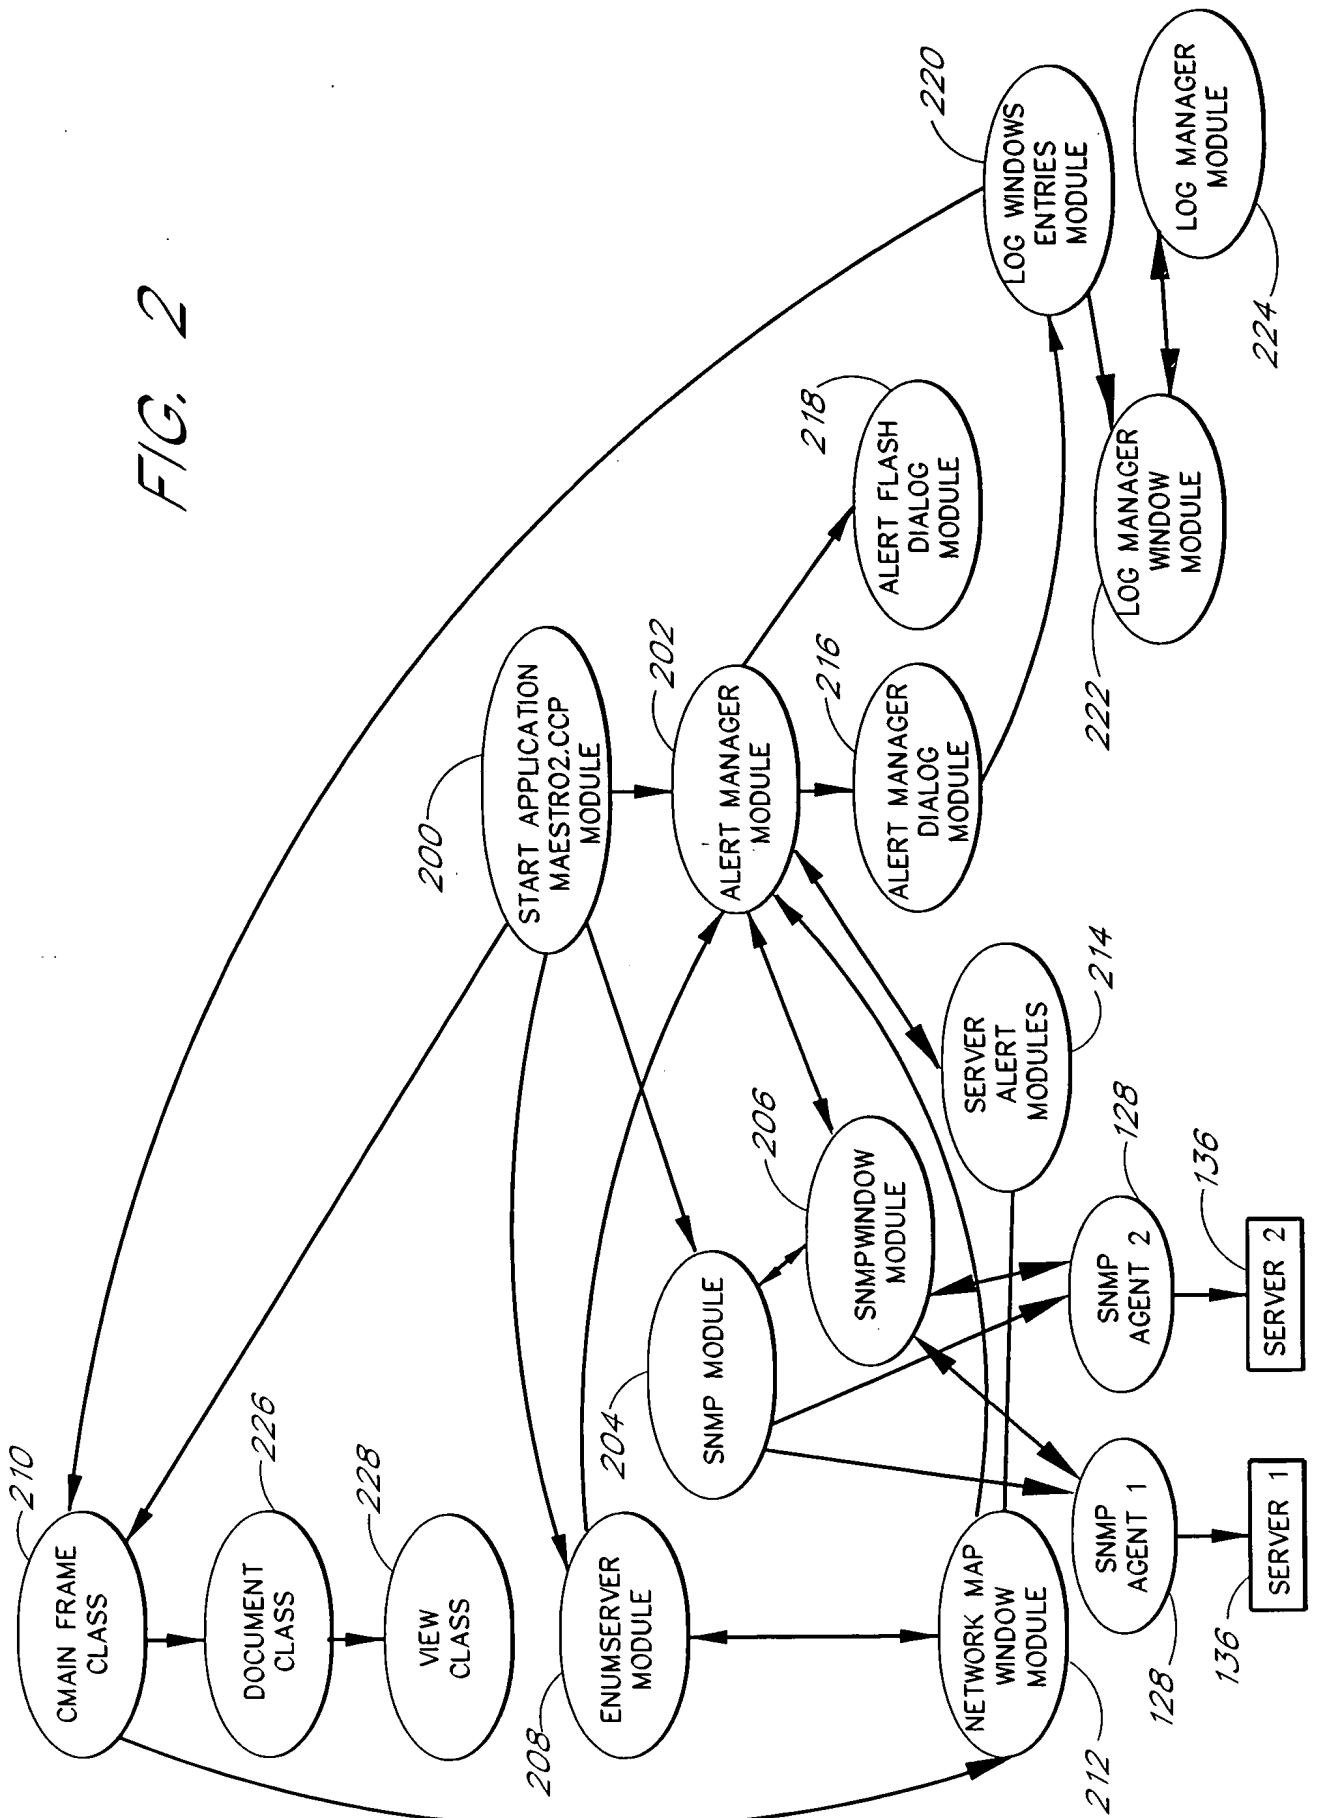 FIG. 2
210
CMAIN FRAME
CLASS
226
DOCUMENT
CLASS
228
VIEW
CLASS
200
START APPLICATION
MAESTRO2.CCP
MODULE
208
ENUMSERVER
MODULE
204
SNMP MODULE
202
ALERT MANAGER
MODULE
206
SNMPWINDOW
MODULE
216
ALERT MANAGER
DIALOG
MODULE
218
ALERT FLASH
DIALOG
MODULE
220
LOG WINDOWS
ENTRIES
MODULE
212
NETWORK MAP
WINDOW
MODULE
214
SERVER
ALERT
MODULES
128
SNMP
AGENT 1
128
SNMP
AGENT 2
222
LOG MANAGER
WINDOW
MODULE
224
LOG MANAGER
MODULE
136
SERVER 1
136
SERVER 2